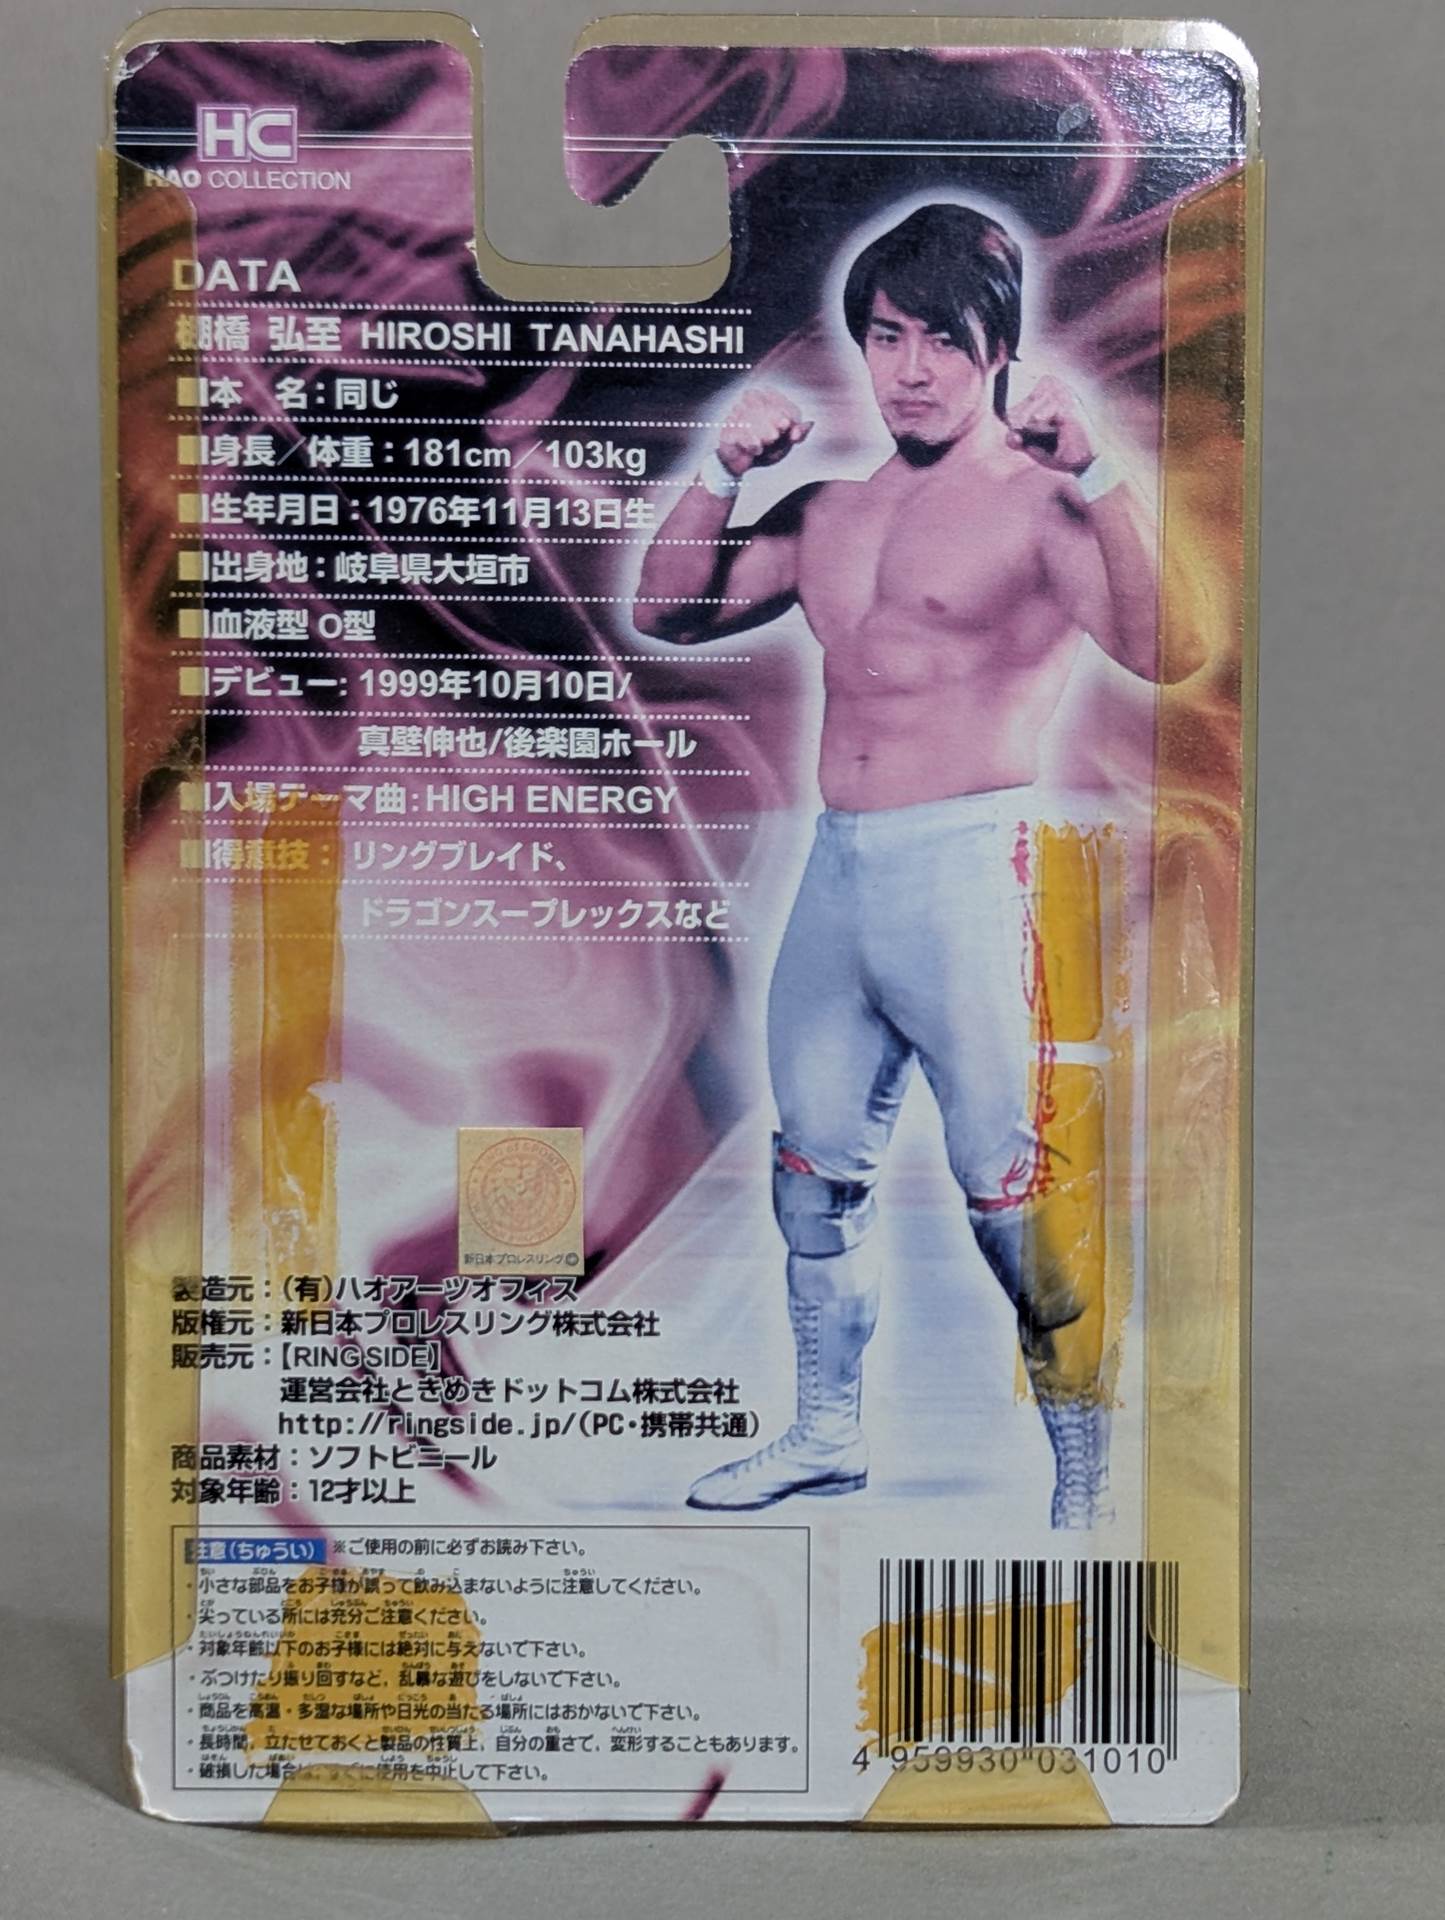 HC
HAO COLLECTION
DATA
棚橋 弘至 HIROSHI TANAHASHI
■本　名：同じ
■身長／体重：181cm／103kg
■生年月日：1976年11月13日生
■出身地：岐阜県大垣市
■血液型 O型
■デビュー：1999年10月10日/
真壁伸也/後楽園ホール
■入場テーマ曲：HIGH ENERGY
■得意技： リングブレイド、
ドラゴンスープレックスなど
KING of SPORTS
新日本プロレスリング©
製造元：(有)ハオアーツオフィス
版権元：新日本プロレスリング株式会社
販売元：【RINGSIDE】
運営会社ときめきドットコム株式会社
http://ringside.jp/(PC・携帯共通)
商品素材：ソフトビニール
対象年齢：12才以上
注意(ちゅうい) ※ご使用の前に必ずお読み下さい。
・小さな部品をお子様が誤って飲み込まないように注意してください。
・尖っている所には充分ご注意ください。
・対象年齢以下のお子様には絶対に与えないで下さい。
・ぶつけたり振り回すなど，乱暴な遊びをしないで下さい。
・商品を高温・多湿な場所や日光の当たる場所にはおかないで下さい。
・長時間，立たせておくと製品の性質上，自分の重さで，変形することもあります。
・破損した場合は，すぐに使用を中止して下さい。
4 959930 031010